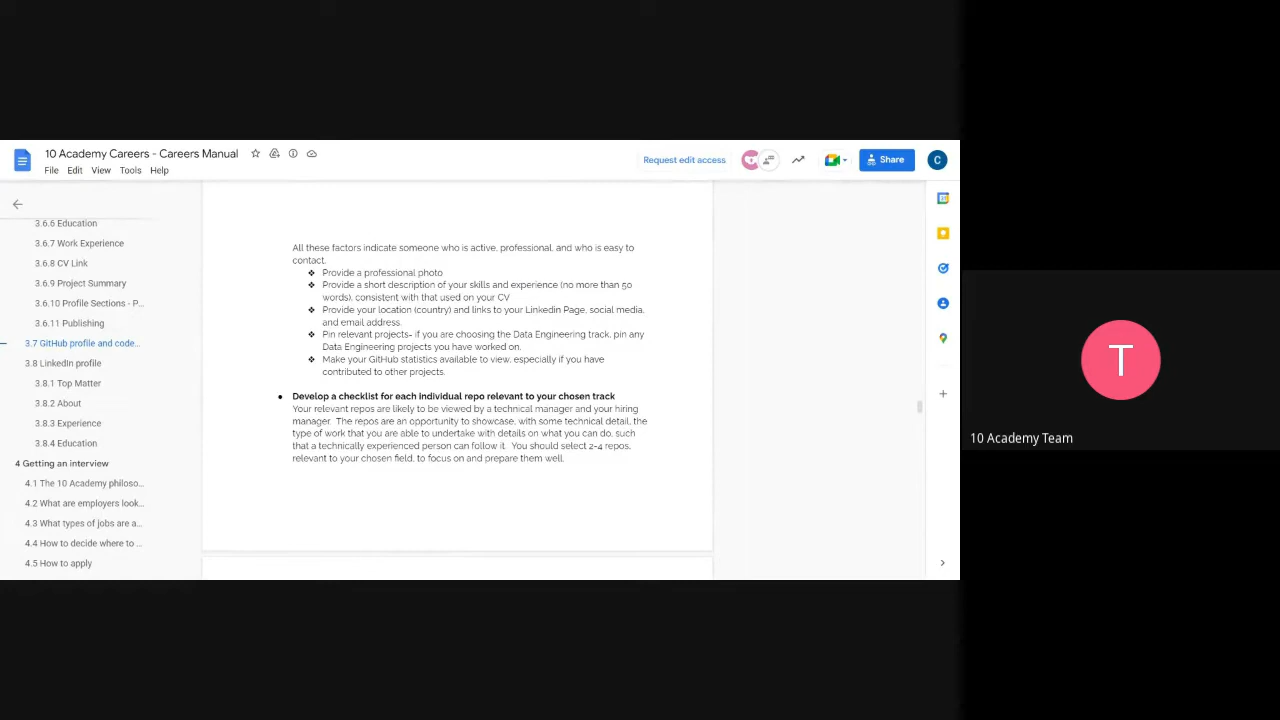 10 Academy Careers - Careers Manual
File Edit View Tools Help
Request edit access
Share
C
3.6.6 Education
3.6.7 Work Experience
3.6.8 CV Link
3.6.9 Project Summary
3.6.10 Profile Sections - P...
3.6.11 Publishing
3.7 GitHub profile and code...
3.8 LinkedIn profile
3.8.1 Top Matter
3.8.2 About
3.8.3 Experience
3.8.4 Education
4 Getting an interview
4.1 The 10 Academy philoso...
4.2 What are employers look...
4.3 What types of jobs are a...
4.4 How to decide where to ...
4.5 How to apply
All these factors indicate someone who is active, professional, and who is easy to
contact.
❖ Provide a professional photo
❖ Provide a short description of your skills and experience (no more than 50
words), consistent with that used on your CV
❖ Provide your location (country) and links to your Linkedin Page, social media,
and email address.
❖ Pin relevant projects- if you are choosing the Data Engineering track, pin any
Data Engineering projects you have worked on.
❖ Make your GitHub statistics available to view, especially if you have
contributed to other projects.
● Develop a checklist for each individual repo relevant to your chosen track
Your relevant repos are likely to be viewed by a technical manager and your hiring
manager. The repos are an opportunity to showcase, with some technical detail, the
type of work that you are able to undertake with details on what you can do, such
that a technically experienced person can follow it. You should select 2-4 repos,
relevant to your chosen field, to focus on and prepare them well.
T
10 Academy Team